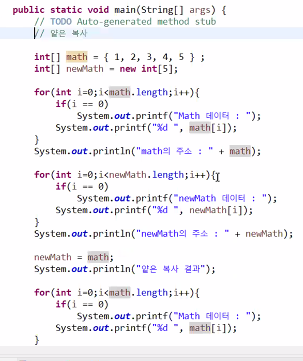 public static void main(String[] args) {
// TODO Auto-generated method stub
// 얕은 복사
int[] math = { 1, 2, 3, 4, 5 } ;
int[] newMath = new int[5];
for(int i=0;i<math.length;i++){
if(i == 0)
System.out.printf("Math 데이터 : ");
System.out.printf("%d ", math[i]);
}
System.out.println("math의 주소 : " + math);
for(int i=0;i<newMath.length;i++){
if(i == 0)
System.out.printf("newMath 데이터 : ");
System.out.printf("%d ", newMath[i]);
}
System.out.println("newMath의 주소 : " + newMath);
newMath = math;
System.out.println("얕은 복사 결과");
for(int i=0;i<math.length;i++){
if(i == 0)
System.out.printf("Math 데이터 : ");
System.out.printf("%d ", math[i]);
}